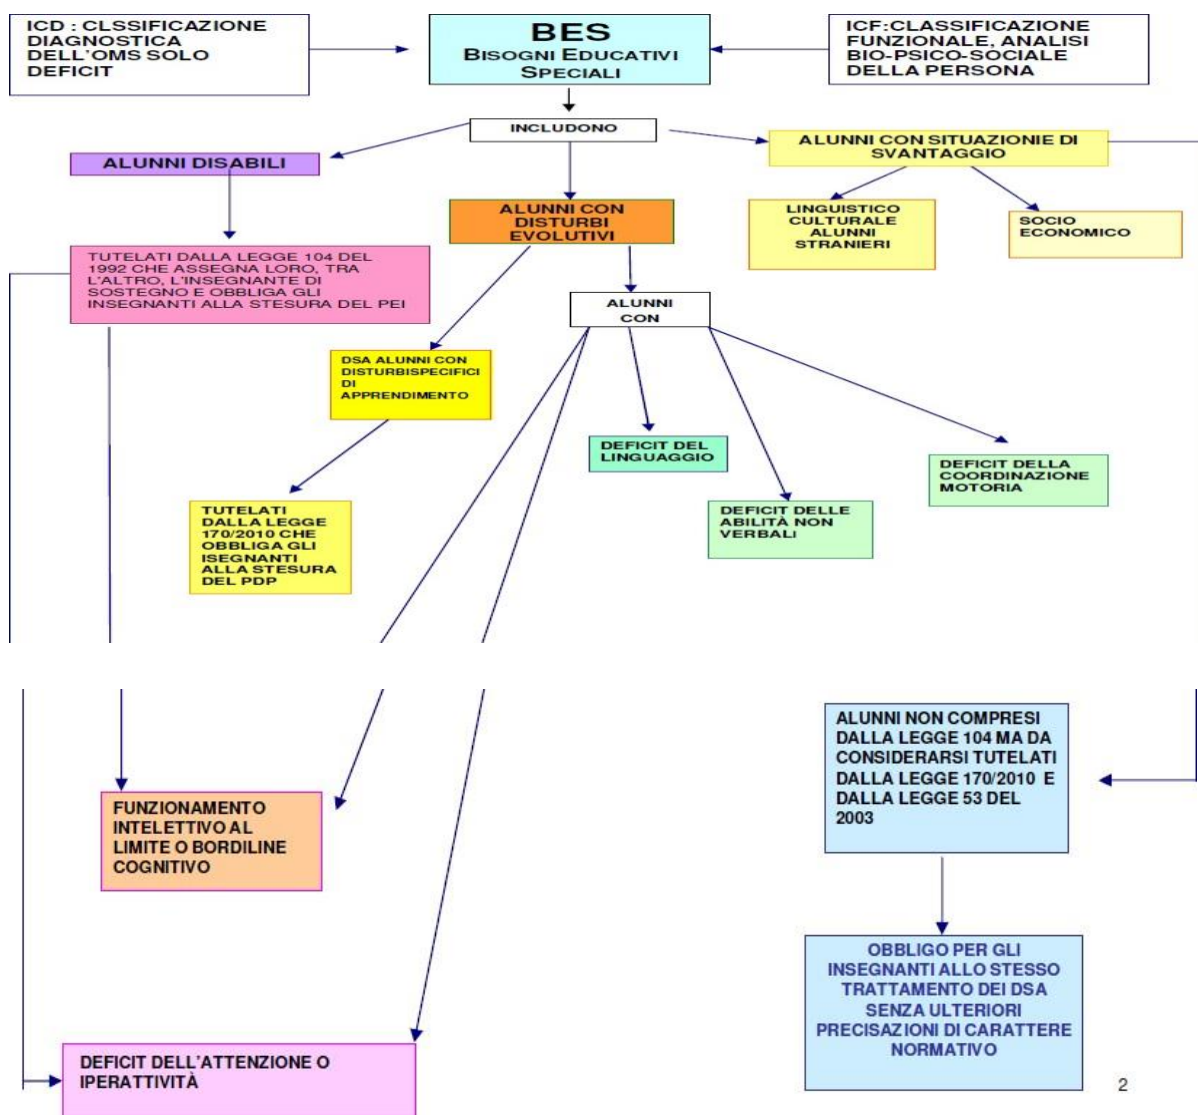 ICD : CLSSIFICAZIONE
DIAGNOSTICA
DELL'OMS SOLO
DEFICIT
BES
BISOGNI EDUCATIVI
SPECIALI
ICF:CLASSIFICAZIONE
FUNZIONALE, ANALISI
BIO-PSICO-SOCIALE
DELLA PERSONA
INCLUDONO
ALUNNI DISABILI
ALUNNI CON SITUAZIONIE DI
SVANTAGGIO
ALUNNI CON
DISTURBI
EVOLUTIVI
LINGUISTICO
CULTURALE
ALUNNI
STRANIERI
SOCIO
ECONOMICO
TUTELATI DALLA LEGGE 104 DEL
1992 CHE ASSEGNA LORO, TRA
L'ALTRO, L'INSEGNANTE DI
SOSTEGNO E OBBLIGA GLI
INSEGNANTI ALLA STESURA DEL PEI
ALUNNI
CON
DSA ALUNNI CON
DISTURBISPECIFICI
DI
APPRENDIMENTO
DEFICIT DEL
LINGUAGGIO
DEFICIT DELLA
COORDINAZIONE
MOTORIA
TUTELATI
DALLA LEGGE
170/2010 CHE
OBBLIGA GLI
ISEGNANTI
ALLA STESURA
DEL PDP
DEFICIT DELLE
ABILITÀ NON
VERBALI
ALUNNI NON COMPRESI
DALLA LEGGE 104 MA DA
CONSIDERARSI TUTELATI
DALLA LEGGE 170/2010 E
DALLA LEGGE 53 DEL
2003
FUNZIONAMENTO
INTELETTIVO AL
LIMITE O BORDILINE
COGNITIVO
OBBLIGO PER GLI
INSEGNANTI ALLO STESSO
TRATTAMENTO DEI DSA
SENZA ULTERIORI
PRECISAZIONI DI CARATTERE
NORMATIVO
DEFICIT DELL'ATTENZIONE O
IPERATTIVITÀ
2